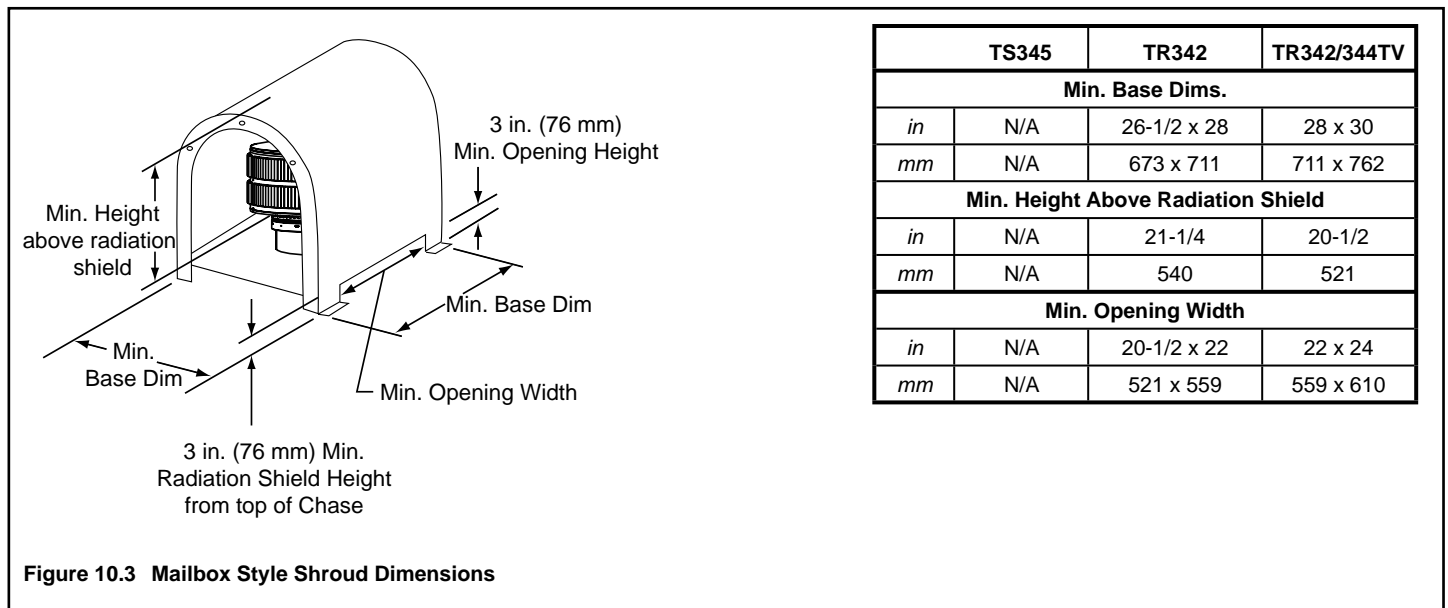 3 in. (76 mm)
Min. Opening Height
Min. Height
above radiation
shield
Min. Base Dim
Min.
Base Dim
Min. Opening Width
3 in. (76 mm) Min.
Radiation Shield Height
from top of Chase
TS345 TR342 TR342/344TV
Min. Base Dims.
in N/A 26-1/2 x 28 28 x 30
mm N/A 673 x 711 711 x 762
Min. Height Above Radiation Shield
in N/A 21-1/4 20-1/2
mm N/A 540 521
Min. Opening Width
in N/A 20-1/2 x 22 22 x 24
mm N/A 521 x 559 559 x 610
Figure 10.3 Mailbox Style Shroud Dimensions